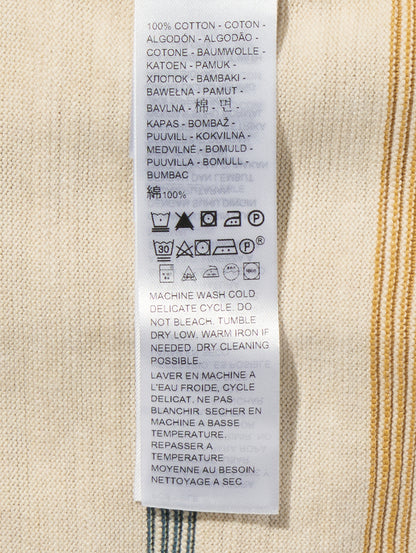 100% COTTON - COTON -
ALGODÓN - ALGODÃO -
COTONE - BAUMWOLLE -
KATOEN - PAMUK -
ХЛОПОК - BAMBAKI -
BAWEŁNA - PAMUT -
BAVLNA - 棉 - 면 -
KAPAS - BOMBAŽ -
PUUVILL - KOKVILNA -
MEDVILNĖ - BOMULD -
PUUVILLA - BOMULL -
BUMBAC
綿100%
P
30 P ®
MACHINE WASH COLD
DELICATE CYCLE. DO
NOT BLEACH. TUMBLE
DRY LOW, WARM IRON IF
NEEDED. DRY CLEANING
POSSIBLE.
LAVER EN MACHINE A
L'EAU FROIDE, CYCLE
DELICAT, NE PAS
BLANCHIR. SECHER EN
MACHINE A BASSE
TEMPERATURE.
REPASSER A
TEMPERATURE
MOYENNE AU BESOIN
NETTOYAGE A SEC